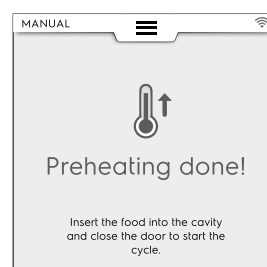 MANUAL
Preheating done!
Insert the food into the cavity
and close the door to start the
cycle.